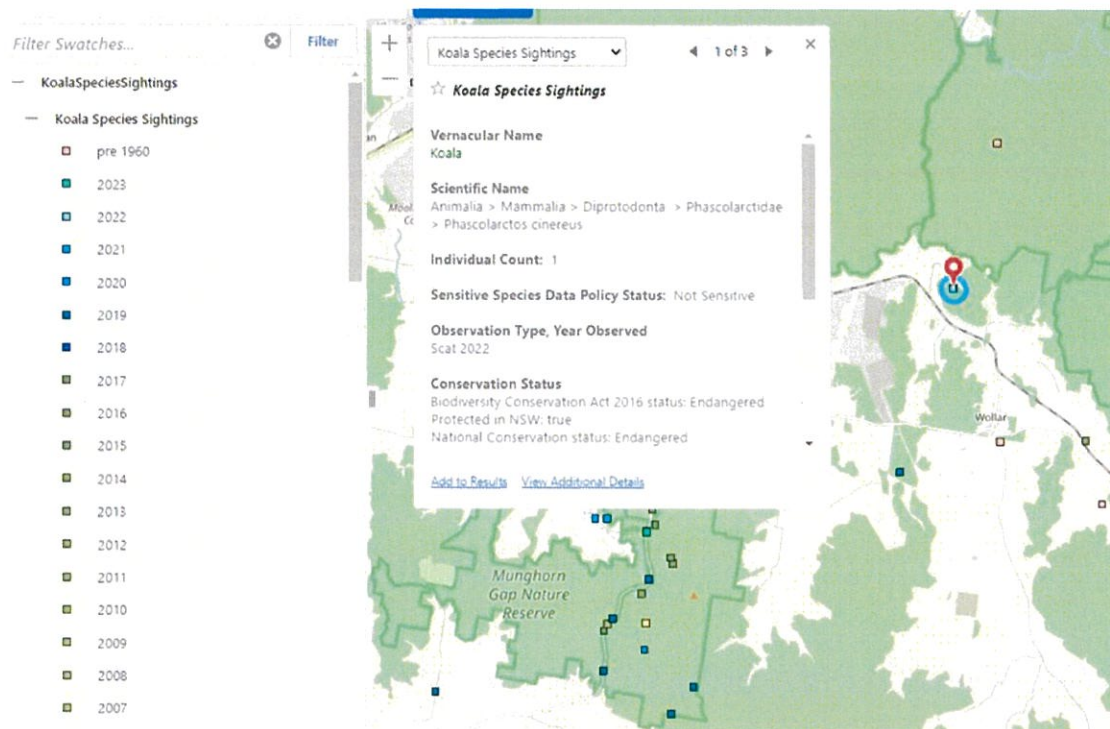 Filter Swatches...
Filter
KoalaSpeciesSightings
Koala Species Sightings
pre 1960
2023
2022
2021
2020
2019
2018
2017
2016
2015
2014
2013
2012
2011
2010
2009
2008
2007
+
Koala Species Sightings
1 of 3
Koala Species Sightings
Vernacular Name
Koala
Scientific Name
Animalia > Mammalia > Diprotodonta > Phascolarctidae
> Phascolarctos cinereus
Individual Count: 1
Sensitive Species Data Policy Status: Not Sensitive
Observation Type, Year Observed
Scat 2022
Conservation Status
Biodiversity Conservation Act 2016 status: Endangered
Protected in NSW: true
National Conservation status: Endangered
Add to Results View Additional Details
Wollar
Munghorn
Gap Nature
Reserve